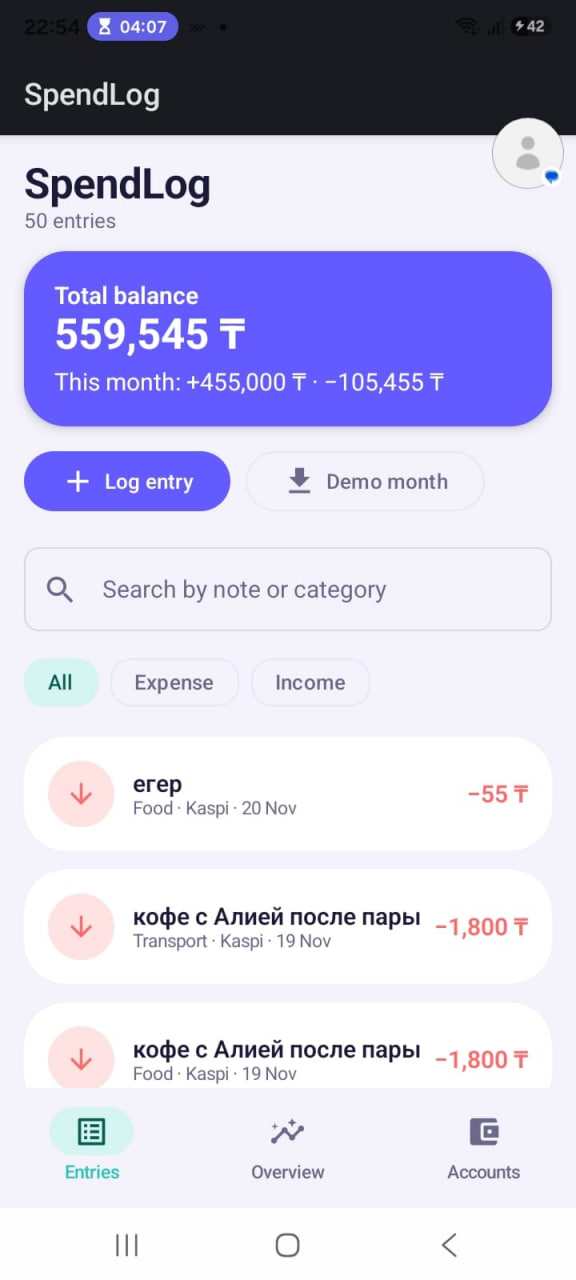 22:54 04:07 42
SpendLog
SpendLog
50 entries
Total balance
559,545 ₸
This month: +455,000 ₸ · −105,455 ₸
Log entry
Demo month
Search by note or category
All
Expense
Income
erер
Food · Kaspi · 20 Nov
−55 ₸
кофе с Алией после пары
Transport · Kaspi · 19 Nov
−1,800 ₸
кофе с Алией после пары
Food · Kaspi · 19 Nov
−1,800 ₸
Entries
Overview
Accounts